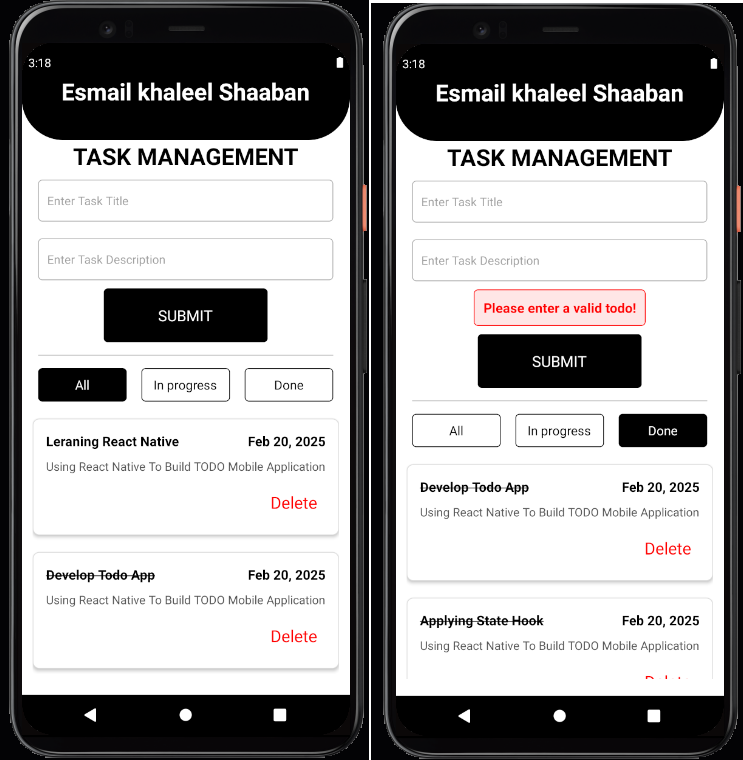 3:18
Esmail khaleel Shaaban
TASK MANAGEMENT
Enter Task Title
Enter Task Description
SUBMIT
All In progress Done
Leraning React Native Feb 20, 2025
Using React Native To Build TODO Mobile Application
Delete
Develop Todo App Feb 20, 2025
Using React Native To Build TODO Mobile Application
Delete
3:18
Esmail khaleel Shaaban
TASK MANAGEMENT
Enter Task Title
Enter Task Description
Please enter a valid todo!
SUBMIT
All In progress Done
Develop Todo App Feb 20, 2025
Using React Native To Build TODO Mobile Application
Delete
Applying State Hook Feb 20, 2025
Using React Native To Build TODO Mobile Application